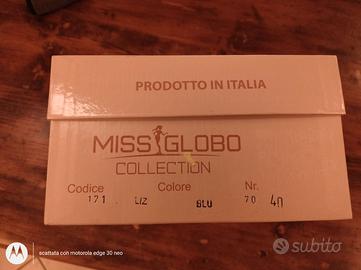 PRODOTTO IN ITALIA
MISS GLOBO
COLLECTION
Codice Colore Nr.
121 LIZ BLU 70 40
scattata con motorola edge 30 neo
subito